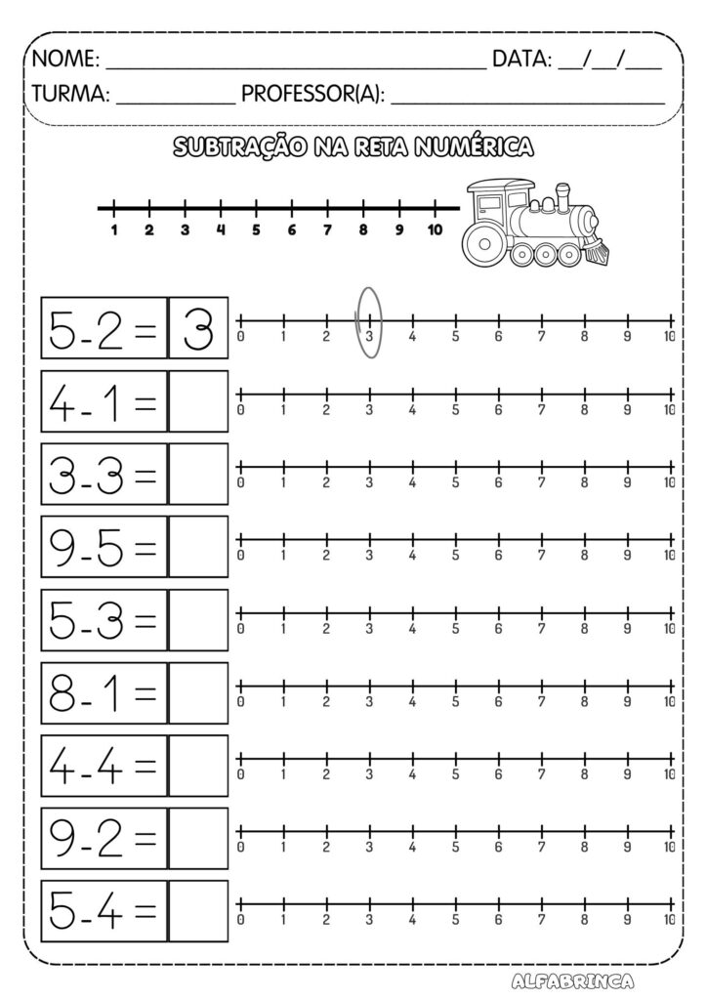 NOME: ______________________________ DATA: __/__/___
TURMA: __________ PROFESSOR(A): ______________________
SUBTRAÇÃO NA RETA NUMÉRICA
1 2 3 4 5 6 7 8 9 10
5-2= 3 0 1 2 3 4 5 6 7 8 9 10
4-1= 0 1 2 3 4 5 6 7 8 9 10
3-3= 0 1 2 3 4 5 6 7 8 9 10
9-5= 0 1 2 3 4 5 6 7 8 9 10
5-3= 0 1 2 3 4 5 6 7 8 9 10
8-1= 0 1 2 3 4 5 6 7 8 9 10
4-4= 0 1 2 3 4 5 6 7 8 9 10
9-2= 0 1 2 3 4 5 6 7 8 9 10
5-4= 0 1 2 3 4 5 6 7 8 9 10
ALFABRINCA